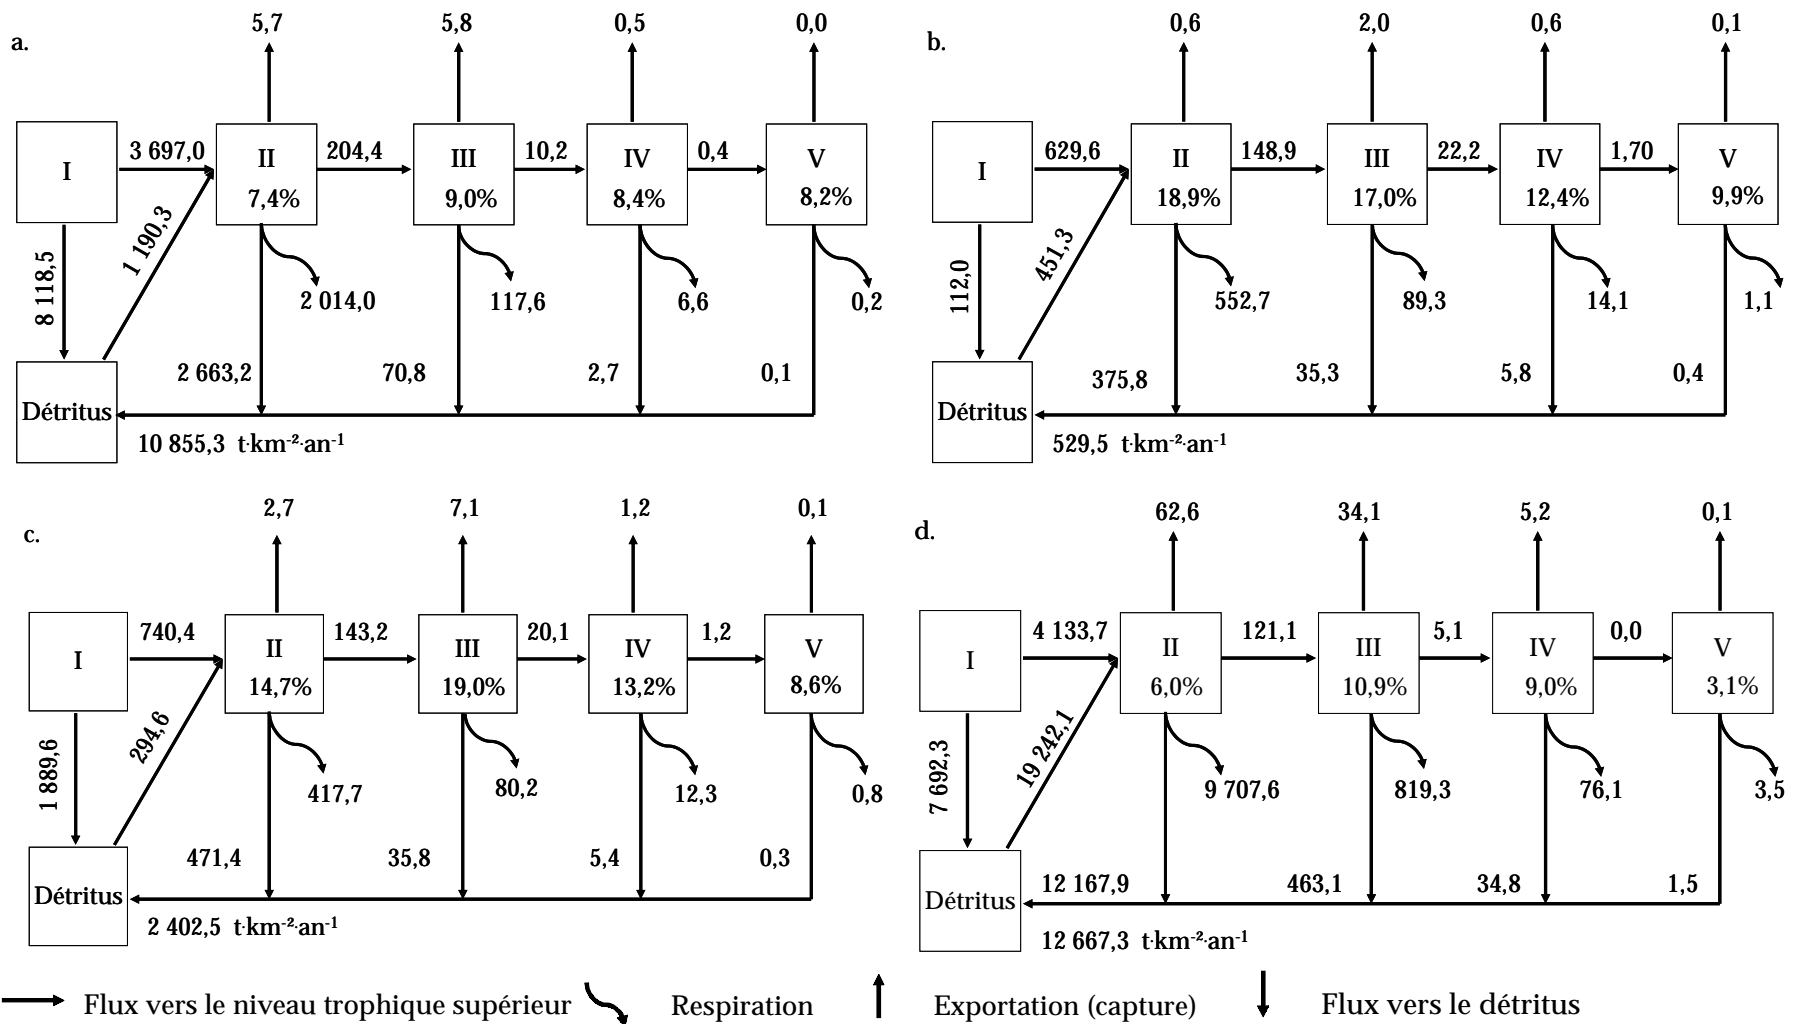 a.
5,7 5,8 0,5 0,0
I 3 697,0 II 204,4 III 10,2 IV 0,4 V
7,4% 9,0% 8,4% 8,2%
8 118,5 1 190,3
2 014,0 117,6 6,6 0,2
2 663,2 70,8 2,7 0,1
Détritus
10 855,3 t·km⁻²·an⁻¹
b.
0,6 2,0 0,6 0,1
I 629,6 II 148,9 III 22,2 IV 1,70 V
18,9% 17,0% 12,4% 9,9%
112,0 451,3
552,7 89,3 14,1 1,1
375,8 35,3 5,8 0,4
Détritus
529,5 t·km⁻²·an⁻¹
c.
2,7 7,1 1,2 0,1
I 740,4 II 143,2 III 20,1 IV 1,2 V
14,7% 19,0% 13,2% 8,6%
1 889,6 294,6
417,7 80,2 12,3 0,8
471,4 35,8 5,4 0,3
Détritus
2 402,5 t·km⁻²·an⁻¹
d.
62,6 34,1 5,2 0,1
I 4 133,7 II 121,1 III 5,1 IV 0,0 V
6,0% 10,9% 9,0% 3,1%
7 692,3 19 242,1
9 707,6 819,3 76,1 3,5
12 167,9 463,1 34,8 1,5
Détritus
12 667,3 t·km⁻²·an⁻¹
Flux vers le niveau trophique supérieur Respiration Exportation (capture) Flux vers le détritus